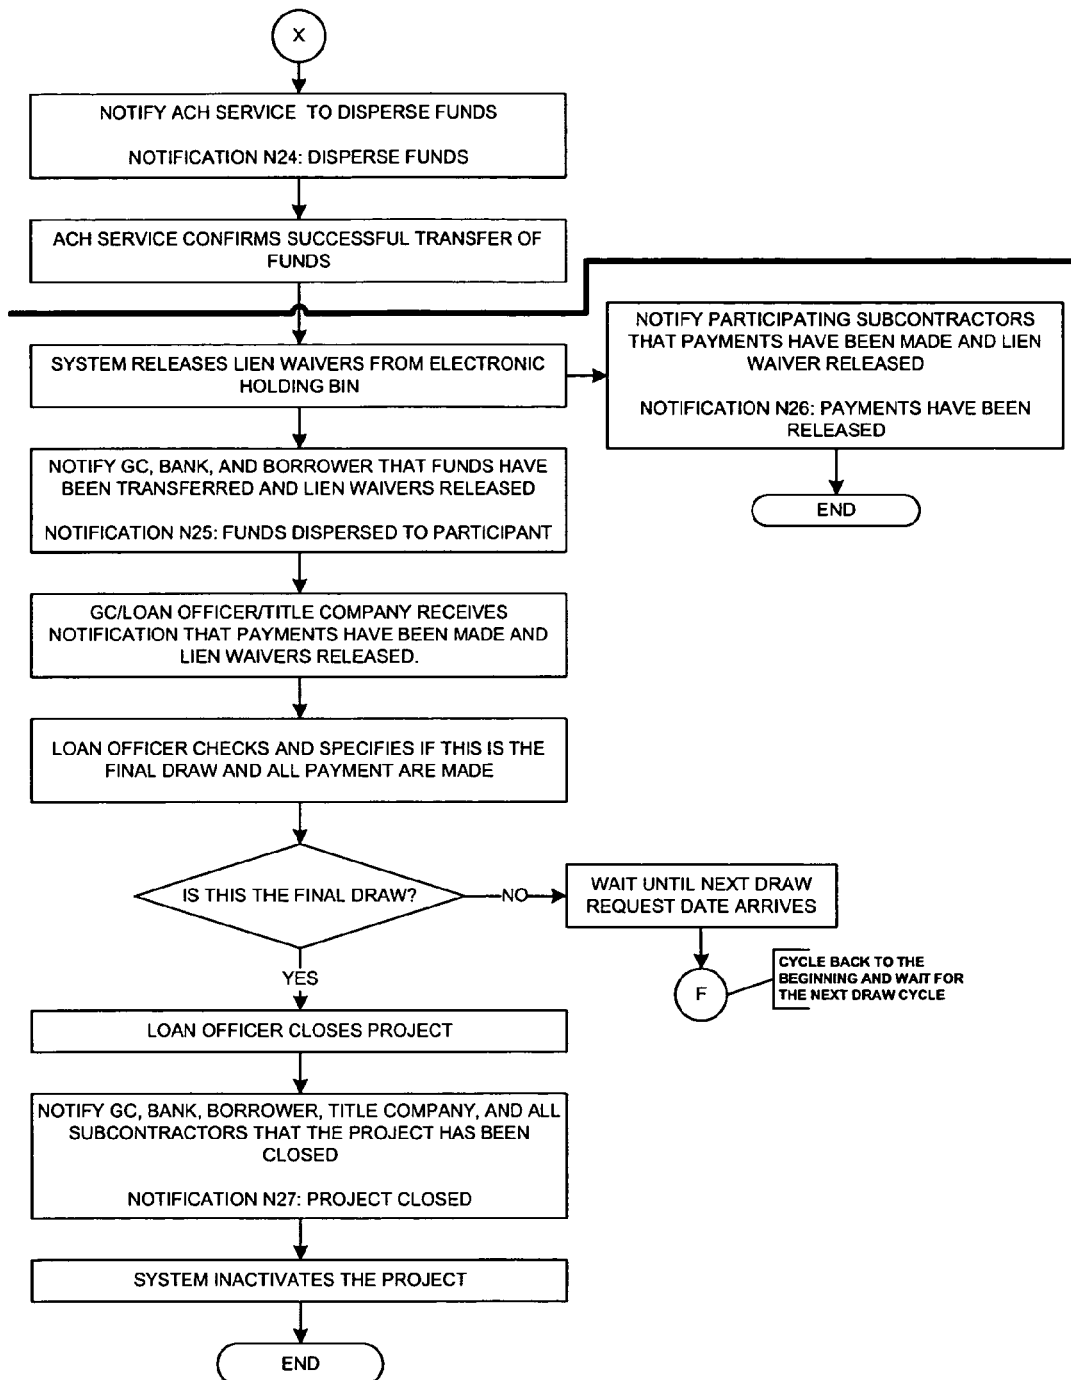 X
NOTIFY ACH SERVICE TO DISPERSE FUNDS
NOTIFICATION N24: DISPERSE FUNDS
ACH SERVICE CONFIRMS SUCCESSFUL TRANSFER OF
FUNDS
SYSTEM RELEASES LIEN WAIVERS FROM ELECTRONIC
HOLDING BIN
NOTIFY PARTICIPATING SUBCONTRACTORS
THAT PAYMENTS HAVE BEEN MADE AND LIEN
WAIVER RELEASED
NOTIFICATION N26: PAYMENTS HAVE BEEN
RELEASED
END
NOTIFY GC, BANK, AND BORROWER THAT FUNDS HAVE
BEEN TRANSFERRED AND LIEN WAIVERS RELEASED
NOTIFICATION N25: FUNDS DISPERSED TO PARTICIPANT
GC/LOAN OFFICER/TITLE COMPANY RECEIVES
NOTIFICATION THAT PAYMENTS HAVE BEEN MADE AND
LIEN WAIVERS RELEASED.
LOAN OFFICER CHECKS AND SPECIFIES IF THIS IS THE
FINAL DRAW AND ALL PAYMENT ARE MADE
IS THIS THE FINAL DRAW?
NO
WAIT UNTIL NEXT DRAW
REQUEST DATE ARRIVES
F
CYCLE BACK TO THE
BEGINNING AND WAIT FOR
THE NEXT DRAW CYCLE
YES
LOAN OFFICER CLOSES PROJECT
NOTIFY GC, BANK, BORROWER, TITLE COMPANY, AND ALL
SUBCONTRACTORS THAT THE PROJECT HAS BEEN
CLOSED
NOTIFICATION N27: PROJECT CLOSED
SYSTEM INACTIVATES THE PROJECT
END